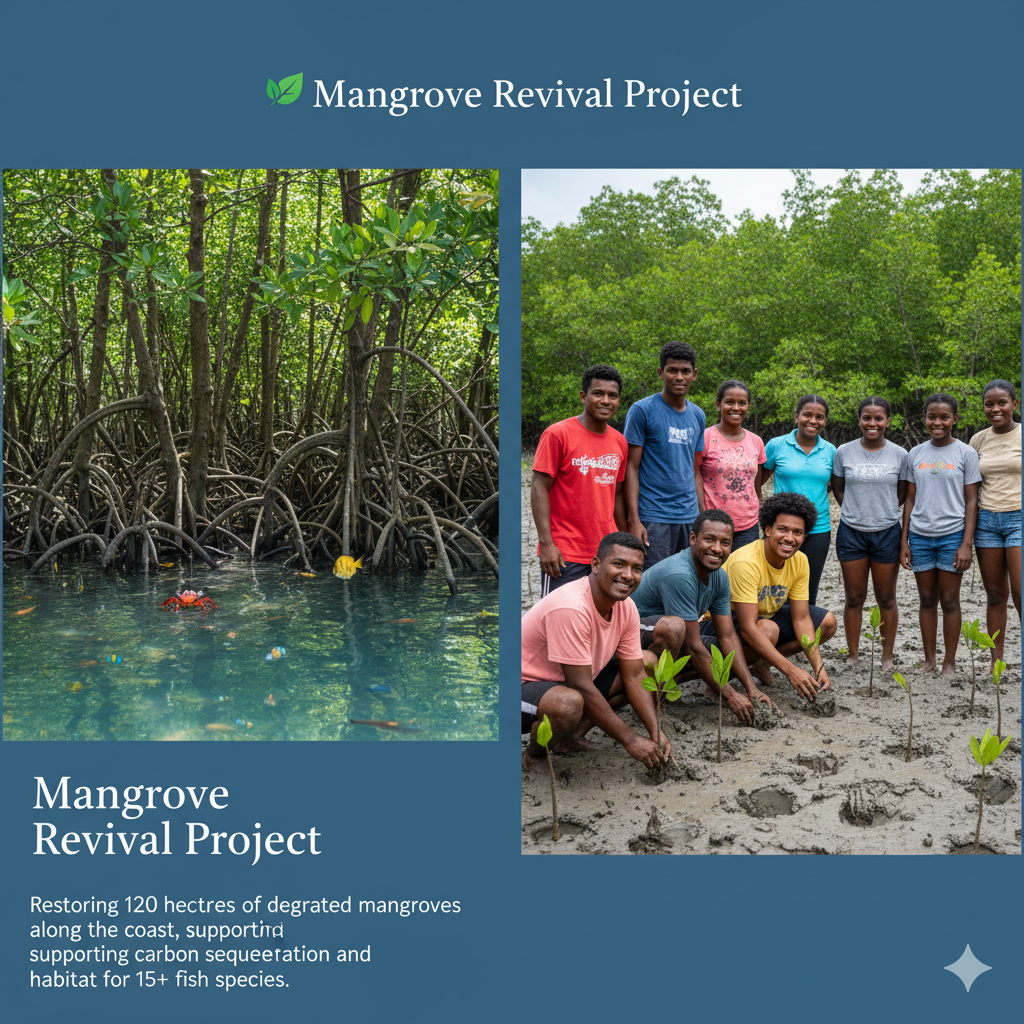 Mangrove Revival Project
Mangrove
Revival Project
Restoring 120 hectres of degrated mangroves
along the coast, supportird
supporting carbon sequeetation and
habitat for 15+ fish species.